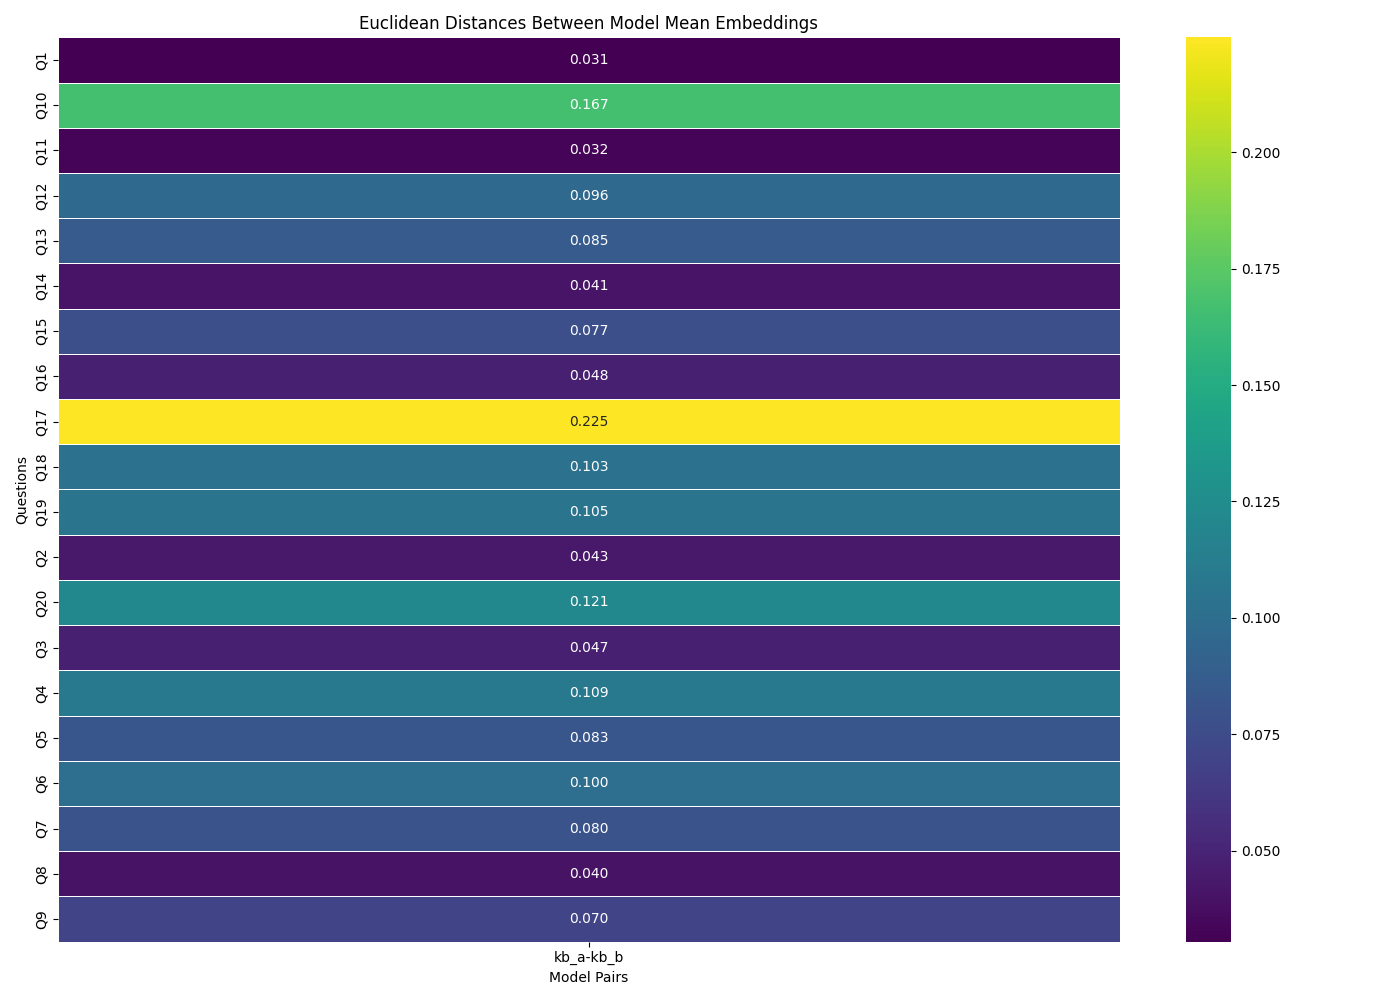 Euclidean Distances Between Model Mean Embeddings
Questions
Q1 0.031
Q10 0.167
Q11 0.032
Q12 0.096
Q13 0.085
Q14 0.041
Q15 0.077
Q16 0.048
Q17 0.225
Q18 0.103
Q19 0.105
Q2 0.043
Q20 0.121
Q3 0.047
Q4 0.109
Q5 0.083
Q6 0.100
Q7 0.080
Q8 0.040
Q9 0.070
kb_a-kb_b
Model Pairs
0.200
0.175
0.150
0.125
0.100
0.075
0.050